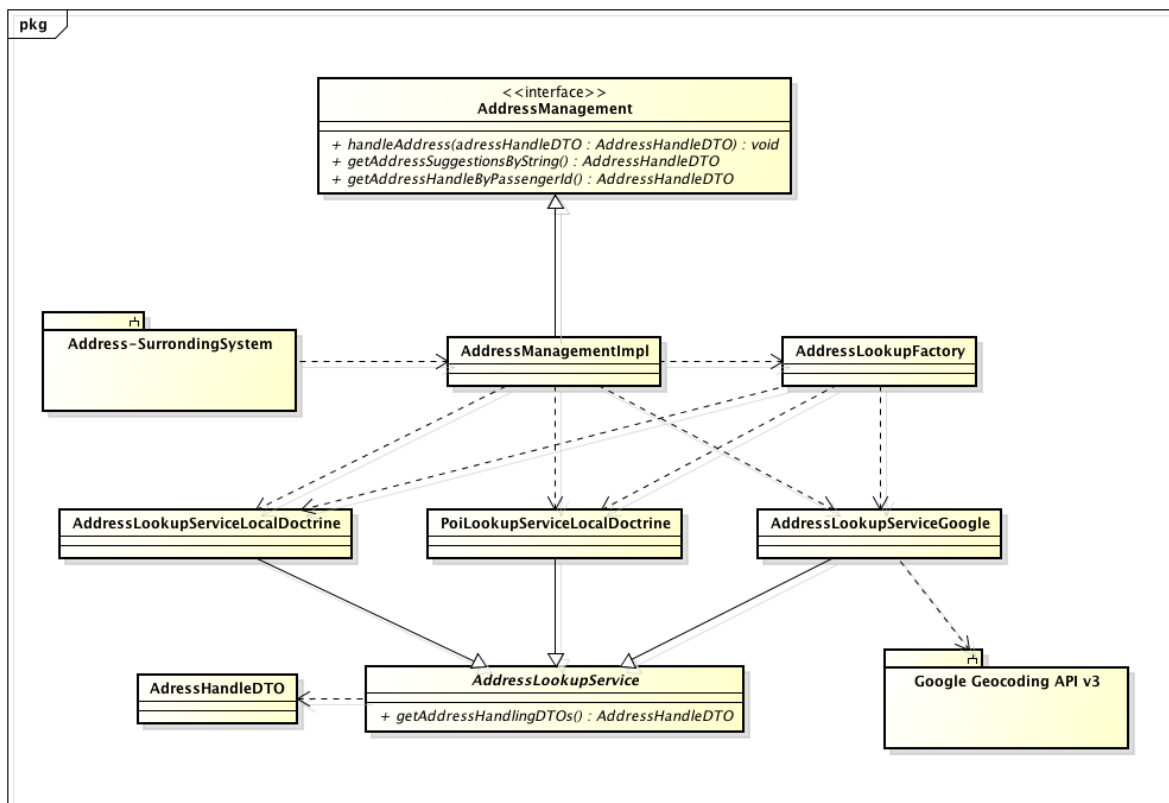 pkg
<<interface>>
AddressManagement
+ handleAddress(adressHandleDTO : AddressHandleDTO) : void
+ getAddressSuggestionsByString() : AddressHandleDTO
+ getAddressHandleByPassengerId() : AddressHandleDTO
Address-SurrondingSystem
AddressManagementImpl
AddressLookupFactory
AddressLookupServiceLocalDoctrine
PoiLookupServiceLocalDoctrine
AddressLookupServiceGoogle
AdressHandleDTO
AddressLookupService
+ getAddressHandlingDTOs() : AddressHandleDTO
Google Geocoding API v3